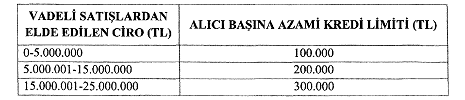 VADELİ SATIŞLARDAN
ELDE EDİLEN CİRO (TL)
ALICI BAŞINA AZAMİ KREDİ LİMİTİ (TL)
0-5.000.000 100.000
5.000.001-15.000.000 200.000
15.000.001-25.000.000 300.000